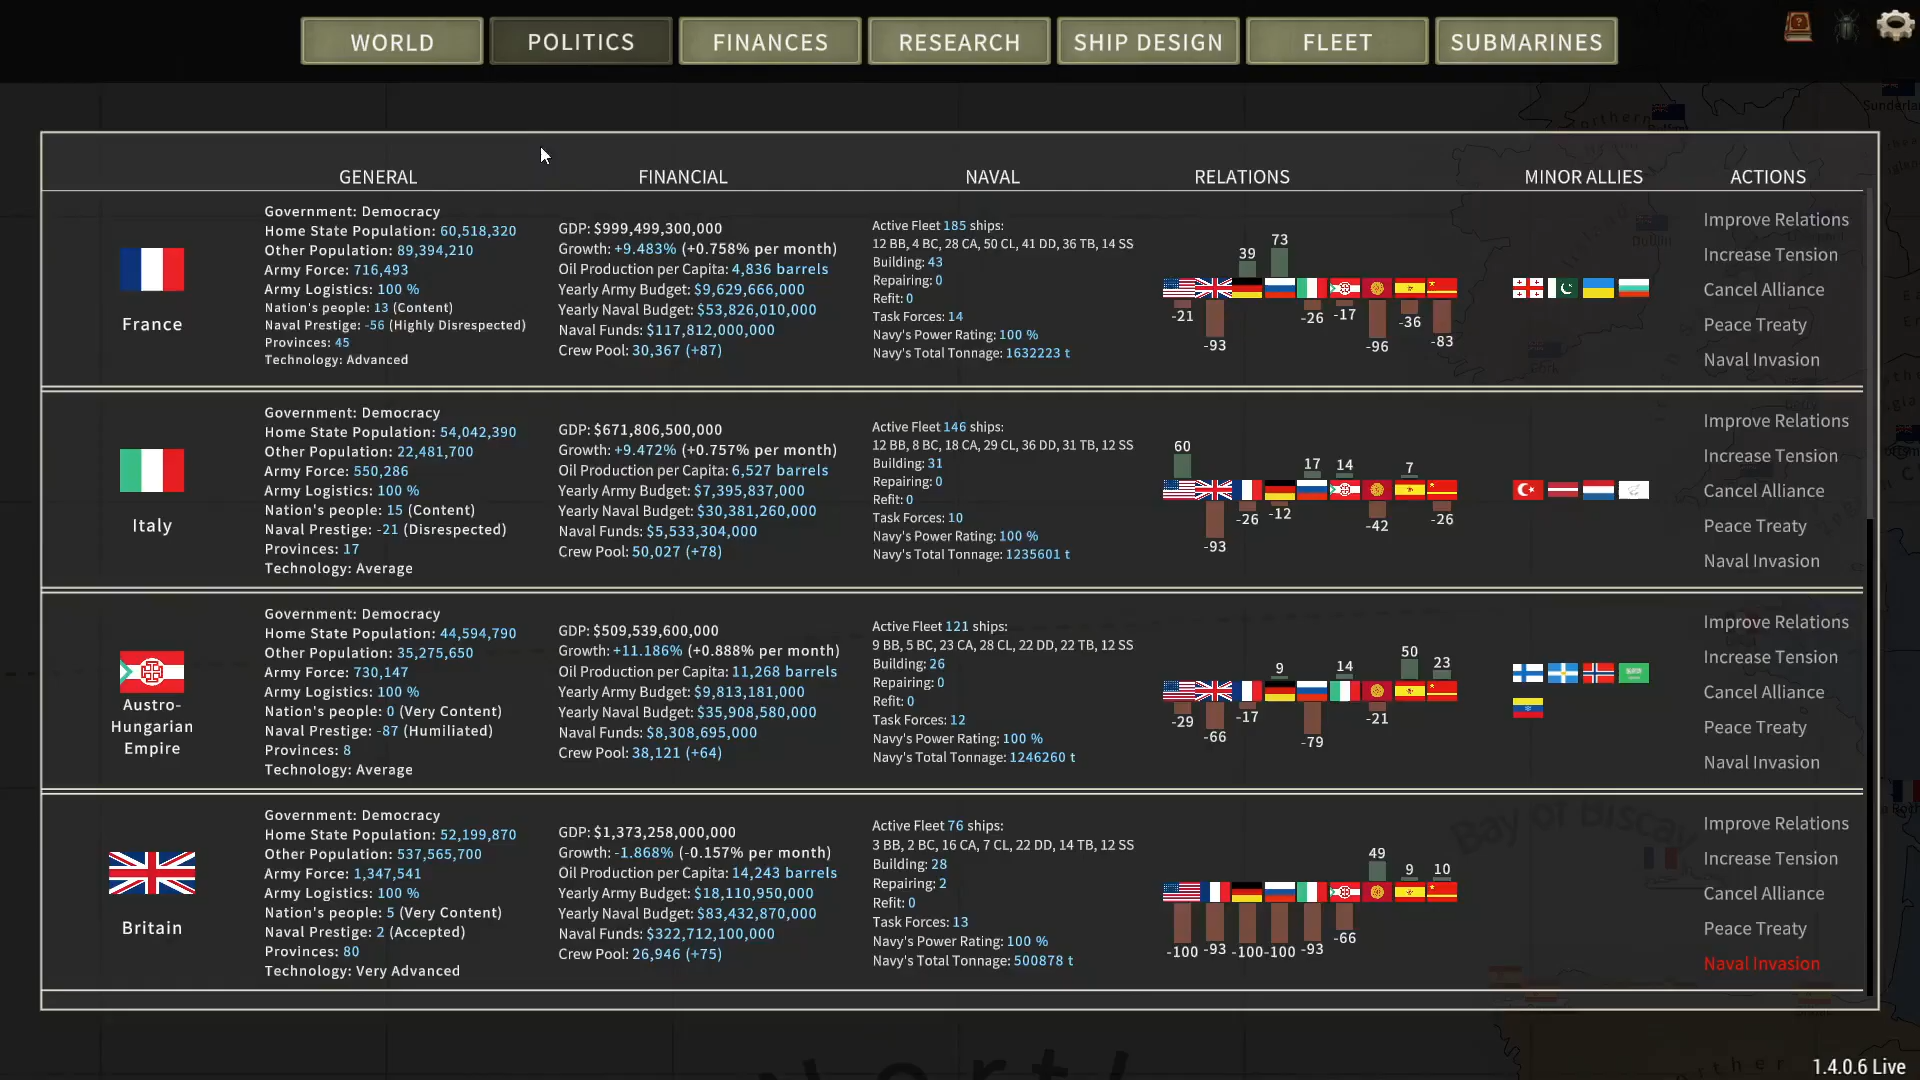 WORLD
POLITICS
FINANCES
RESEARCH
SHIP DESIGN
FLEET
SUBMARINES
GENERAL
FINANCIAL
NAVAL
RELATIONS
MINOR ALLIES
ACTIONS
France
Government: Democracy
Home State Population: 60,518,320
Other Population: 89,394,210
Army Force: 716,493
Army Logistics: 100 %
Nation's people: 13 (Content)
Naval Prestige: -56 (Highly Disrespected)
Provinces: 45
Technology: Advanced
GDP: $999,499,300,000
Growth: +9.483% (+0.758% per month)
Oil Production per Capita: 4,836 barrels
Yearly Army Budget: $9,629,666,000
Yearly Naval Budget: $53,826,010,000
Naval Funds: $117,812,000,000
Crew Pool: 30,367 (+87)
Active Fleet 185 ships:
12 BB, 4 BC, 28 CA, 50 CL, 41 DD, 36 TB, 14 SS
Building: 43
Repairing: 0
Refit: 0
Task Forces: 14
Navy's Power Rating: 100 %
Navy's Total Tonnage: 1632223 t
39 73
-21 -93 -26 -17 -96 -36 -83
Improve Relations
Increase Tension
Cancel Alliance
Peace Treaty
Naval Invasion
Italy
Government: Democracy
Home State Population: 54,042,390
Other Population: 22,481,700
Army Force: 550,286
Army Logistics: 100 %
Nation's people: 15 (Content)
Naval Prestige: -21 (Disrespected)
Provinces: 17
Technology: Average
GDP: $671,806,500,000
Growth: +9.472% (+0.757% per month)
Oil Production per Capita: 6,527 barrels
Yearly Army Budget: $7,395,837,000
Yearly Naval Budget: $30,381,260,000
Naval Funds: $5,533,304,000
Crew Pool: 50,027 (+78)
Active Fleet 146 ships:
12 BB, 8 BC, 18 CA, 29 CL, 36 DD, 31 TB, 12 SS
Building: 31
Repairing: 0
Refit: 0
Task Forces: 10
Navy's Power Rating: 100 %
Navy's Total Tonnage: 1235601 t
60 17 14 7
-93 -26 -12 -42 -26
Improve Relations
Increase Tension
Cancel Alliance
Peace Treaty
Naval Invasion
Austro-
Hungarian
Empire
Government: Democracy
Home State Population: 44,594,790
Other Population: 35,275,650
Army Force: 730,147
Army Logistics: 100 %
Nation's people: 0 (Very Content)
Naval Prestige: -87 (Humiliated)
Provinces: 8
Technology: Average
GDP: $509,539,600,000
Growth: +11.186% (+0.888% per month)
Oil Production per Capita: 11,268 barrels
Yearly Army Budget: $9,813,181,000
Yearly Naval Budget: $35,908,580,000
Naval Funds: $8,308,695,000
Crew Pool: 38,121 (+64)
Active Fleet 121 ships:
9 BB, 5 BC, 23 CA, 28 CL, 22 DD, 22 TB, 12 SS
Building: 26
Repairing: 0
Refit: 0
Task Forces: 12
Navy's Power Rating: 100 %
Navy's Total Tonnage: 1246260 t
9 14 50 23
-29 -66 -17 -79 -21
Improve Relations
Increase Tension
Cancel Alliance
Peace Treaty
Naval Invasion
Britain
Government: Democracy
Home State Population: 52,199,870
Other Population: 537,565,700
Army Force: 1,347,541
Army Logistics: 100 %
Nation's people: 5 (Very Content)
Naval Prestige: 2 (Accepted)
Provinces: 80
Technology: Very Advanced
GDP: $1,373,258,000,000
Growth: -1.868% (-0.157% per month)
Oil Production per Capita: 14,243 barrels
Yearly Army Budget: $18,110,950,000
Yearly Naval Budget: $83,432,870,000
Naval Funds: $322,712,100,000
Crew Pool: 26,946 (+75)
Active Fleet 76 ships:
3 BB, 2 BC, 16 CA, 7 CL, 22 DD, 14 TB, 12 SS
Building: 28
Repairing: 2
Refit: 0
Task Forces: 13
Navy's Power Rating: 100 %
Navy's Total Tonnage: 500878 t
49 9 10
-100 -93 -100 -100 -93 -66
Improve Relations
Increase Tension
Cancel Alliance
Peace Treaty
Naval Invasion
Bay of Biscay
1.4.0.6 Live